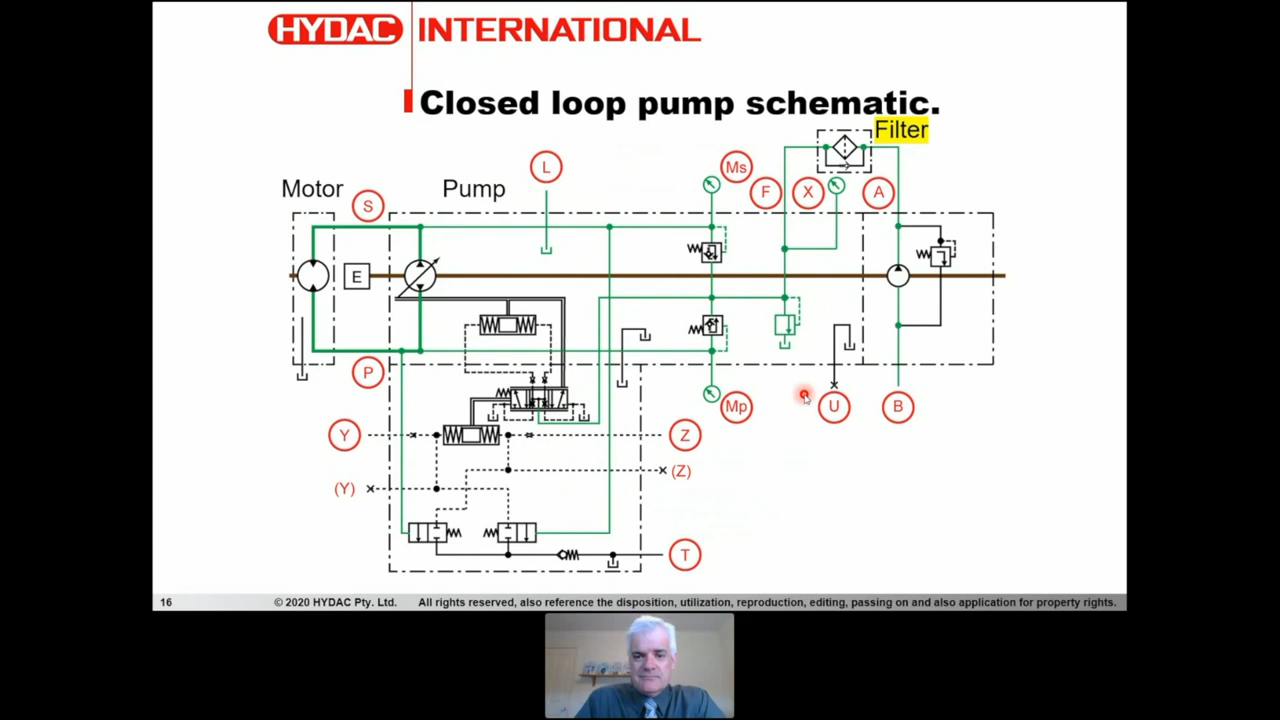 HYDAC INTERNATIONAL
Closed loop pump schematic.
Filter
Motor
Pump
L
Ms
F
X
A
S
E
P
Mp
U
B
Y
Z
(Z)
(Y)
T
16 © 2020 HYDAC Pty. Ltd. All rights reserved, also reference the disposition, utilization, reproduction, editing, passing on and also application for property rights.